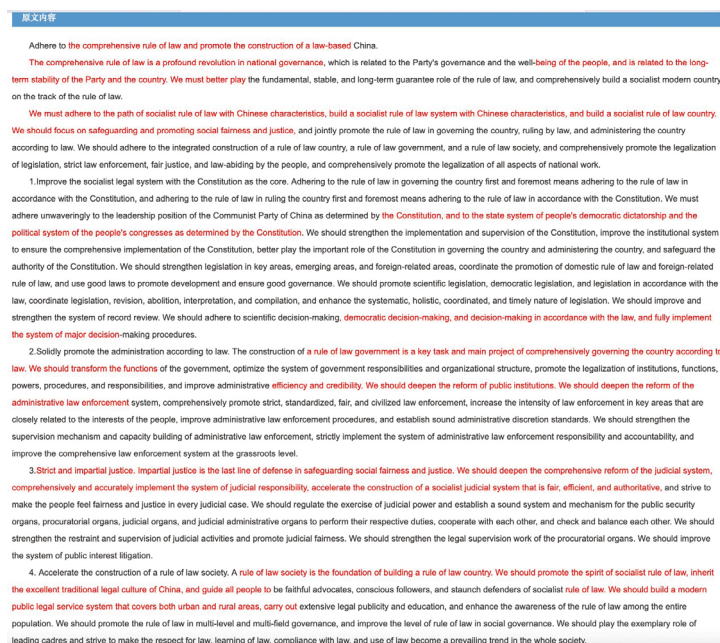 原文内容
Adhere to the comprehensive rule of law and promote the construction of a law-based China.
The comprehensive rule of law is a profound revolution in national governance, which is related to the Party's governance and the well-being of the people, and is related to the long-
term stability of the Party and the country. We must better play the fundamental, stable, and long-term guarantee role of the rule of law, and comprehensively build a socialist modern country
on the track of the rule of law.
We must adhere to the path of socialist rule of law with Chinese characteristics, build a socialist rule of law system with Chinese characteristics, and build a socialist rule of law country.
We should focus on safeguarding and promoting social fairness and justice, and jointly promote the rule of law in governing the country, ruling by law, and administering the country
according to law. We should adhere to the integrated construction of a rule of law country, a rule of law government, and a rule of law society, and comprehensively promote the legalization
of legislation, strict law enforcement, fair justice, and law-abiding by the people, and comprehensively promote the legalization of all aspects of national work.
1.Improve the socialist legal system with the Constitution as the core. Adhering to the rule of law in governing the country first and foremost means adhering to the rule of law in
accordance with the Constitution, and adhering to the rule of law in ruling the country first and foremost means adhering to the rule of law in accordance with the Constitution. We must
adhere unwaveringly to the leadership position of the Communist Party of China as determined by the Constitution, and to the state system of people's democratic dictatorship and the
political system of the people's congresses as determined by the Constitution. We should strengthen the implementation and supervision of the Constitution, improve the institutional system
to ensure the comprehensive implementation of the Constitution, better play the important role of the Constitution in governing the country and administering the country, and safeguard the
authority of the Constitution. We should strengthen legislation in key areas, emerging areas, and foreign-related areas, coordinate the promotion of domestic rule of law and foreign-related
rule of law, and use good laws to promote development and ensure good governance. We should promote scientific legislation, democratic legislation, and legislation in accordance with the
law, coordinate legislation, revision, abolition, interpretation, and compilation, and enhance the systematic, holistic, coordinated, and timely nature of legislation. We should improve and
strengthen the system of record review. We should adhere to scientific decision-making, democratic decision-making, and decision-making in accordance with the law, and fully implement
the system of major decision-making procedures.
2.Solidly promote the administration according to law. The construction of a rule of law government is a key task and main project of comprehensively governing the country according to
law. We should transform the functions of the government, optimize the system of government responsibilities and organizational structure, promote the legalization of institutions, functions,
powers, procedures, and responsibilities, and improve administrative efficiency and credibility. We should deepen the reform of public institutions. We should deepen the reform of the
administrative law enforcement system, comprehensively promote strict, standardized, fair, and civilized law enforcement, increase the intensity of law enforcement in key areas that are
closely related to the interests of the people, improve administrative law enforcement procedures, and establish sound administrative discretion standards. We should strengthen the
supervision mechanism and capacity building of administrative law enforcement, strictly implement the system of administrative law enforcement responsibility and accountability, and
improve the comprehensive law enforcement system at the grassroots level.
3.Strict and impartial justice. Impartial justice is the last line of defense in safeguarding social fairness and justice. We should deepen the comprehensive reform of the judicial system,
comprehensively and accurately implement the system of judicial responsibility, accelerate the construction of a socialist judicial system that is fair, efficient, and authoritative, and strive to
make the people feel fairness and justice in every judicial case. We should regulate the exercise of judicial power and establish a sound system and mechanism for the public security
organs, procuratorial organs, judicial organs, and judicial administrative organs to perform their respective duties, cooperate with each other, and check and balance each other. We should
strengthen the restraint and supervision of judicial activities and promote judicial fairness. We should strengthen the legal supervision work of the procuratorial organs. We should improve
the system of public interest litigation.
4. Accelerate the construction of a rule of law society. A rule of law society is the foundation of building a rule of law country. We should promote the spirit of socialist rule of law, inherit
the excellent traditional legal culture of China, and guide all people to be faithful advocates, conscious followers, and staunch defenders of socialist rule of law. We should build a modern
public legal service system that covers both urban and rural areas, carry out extensive legal publicity and education, and enhance the awareness of the rule of law among the entire
population. We should promote the rule of law in multi-level and multi-field governance, and improve the level of rule of law in social governance. We should play the exemplary role of
leading cadres and strive to make the respect for law, learning of law, compliance with law, and use of law become a prevailing trend in the whole society.